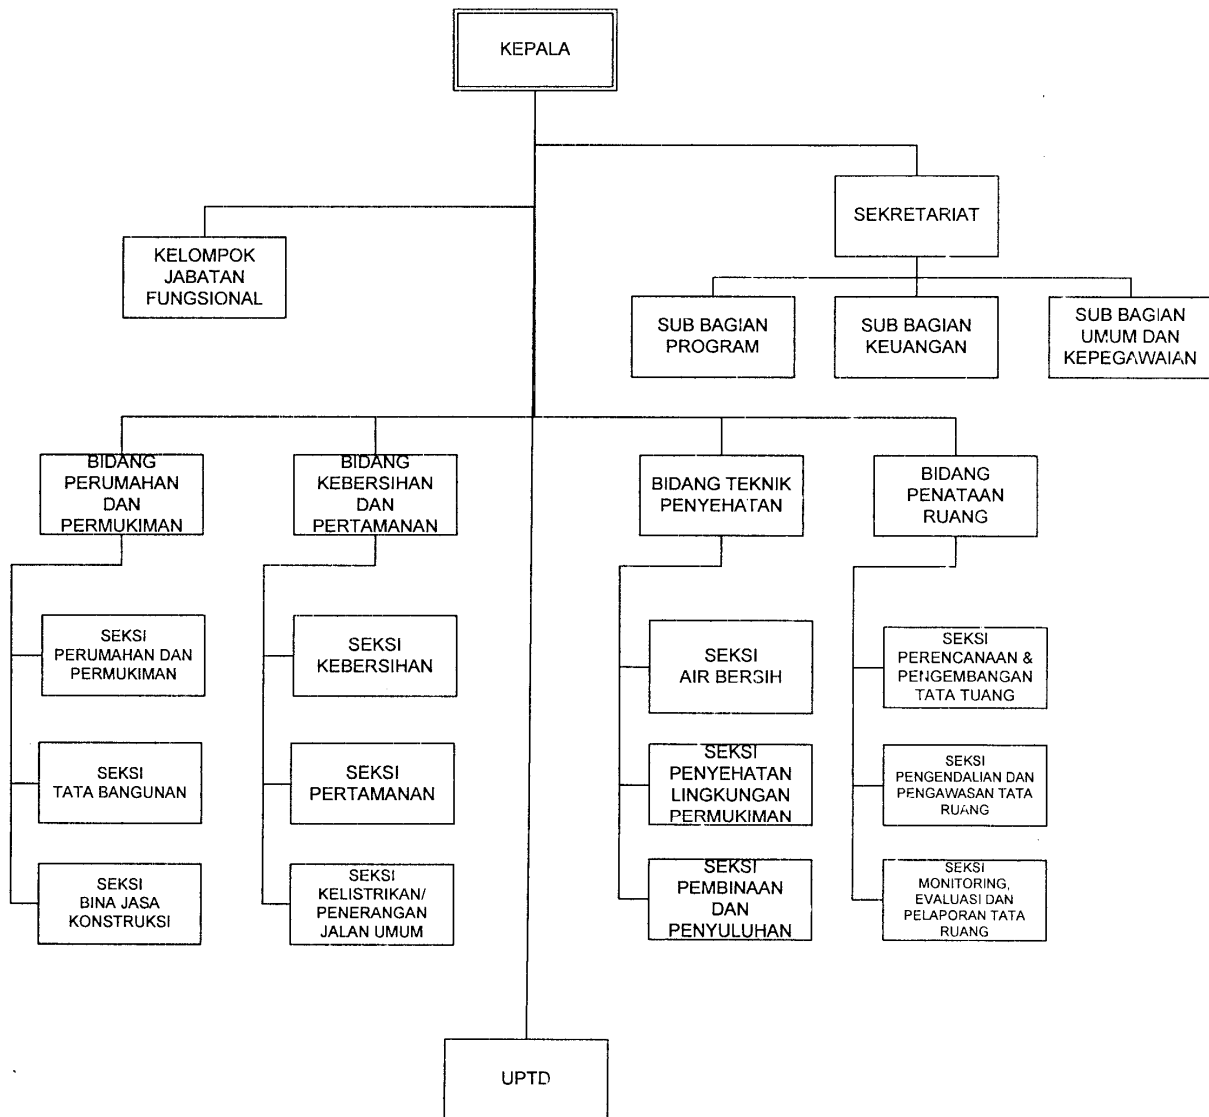 KEPALA
SEKRETARIAT
KELOMPOK
JABATAN
FUNGSIONAL
SUB BAGIAN
PROGRAM
SUB BAGIAN
KEUANGAN
SUB BAGIAN
UMUM DAN
KEPEGAWAIAN
BIDANG
PERUMAHAN
DAN
PERMUKIMAN
BIDANG
KEBERSIHAN
DAN
PERTAMANAN
BIDANG TEKNIK
PENYEHATAN
BIDANG
PENATAAN
RUANG
SEKSI
PERUMAHAN DAN
PERMUKIMAN
SEKSI
KEBERSIHAN
SEKSI
AIR BERSIH
SEKSI
PERENCANAAN &
PENGEMBANGAN
TATA TUANG
SEKSI
TATA BANGUNAN
SEKSI
PERTAMANAN
SEKSI
PENYEHATAN
LINGKUNGAN
PERMUKIMAN
SEKSI
PENGENDALIAN DAN
PENGAWASAN TATA
RUANG
SEKSI
BINA JASA
KONSTRUKSI
SEKSI
KELISTRIKAN/
PENERANGAN
JALAN UMUM
SEKSI
PEMBINAAN
DAN
PENYULUHAN
SEKSI
MONITORING,
EVALUASI DAN
PELAPORAN TATA
RUANG
UPTD